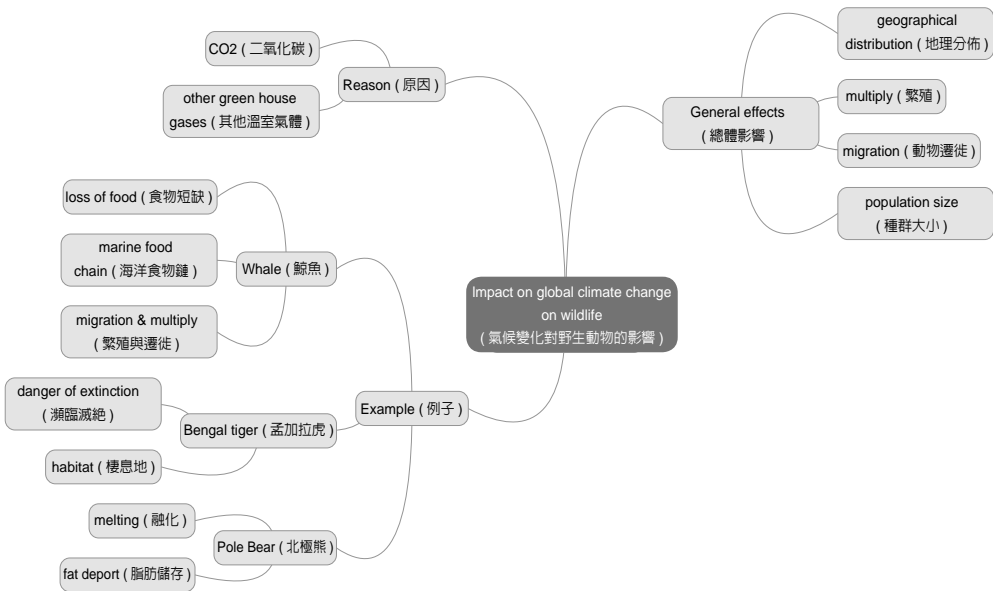 CO2 ( 二氧化碳 )
Reason ( 原因 )
other green house
gases ( 其他溫室氣體 )
geographical
distribution ( 地理分佈 )
General effects
( 總體影響 )
multiply ( 繁殖 )
migration ( 動物遷徙 )
population size
( 種群大小 )
Impact on global climate change
on wildlife
( 氣候變化對野生動物的影響 )
loss of food ( 食物短缺 )
Whale ( 鯨魚 )
marine food
chain ( 海洋食物鏈 )
migration & multiply
( 繁殖與遷徙 )
Example ( 例子 )
danger of extinction
( 瀕臨滅絕 )
Bengal tiger ( 孟加拉虎 )
habitat ( 棲息地 )
melting ( 融化 )
Pole Bear ( 北極熊 )
fat deport ( 脂肪儲存 )